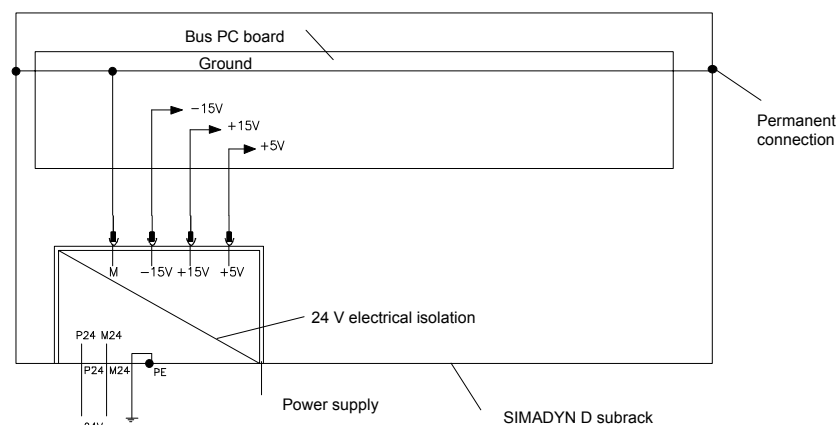 Bus PC board
Ground
−15V
+15V
+5V
Permanent
connection
M −15V +15V +5V
24 V electrical isolation
P24 M24
P24 M24 PE
Power supply
24V
SIMADYN D subrack